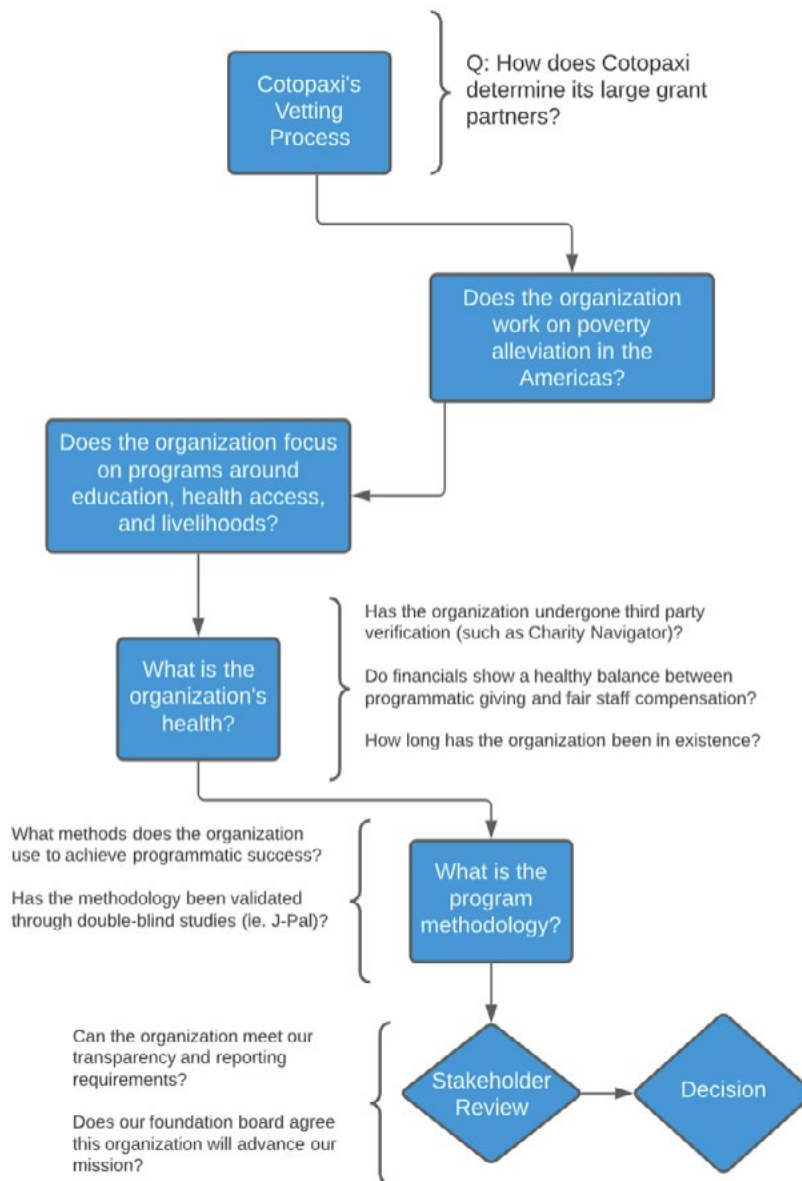 Cotopaxi's
Vetting
Process
Q: How does Cotopaxi
determine its large grant
partners?
Does the organization
work on poverty
alleviation in the
Americas?
Does the organization focus
on programs around
education, health access,
and livelihoods?
What is the
organization's
health?
Has the organization undergone third party
verification (such as Charity Navigator)?
Do financials show a healthy balance between
programmatic giving and fair staff compensation?
How long has the organization been in existence?
What methods does the organization
use to achieve programmatic success?
Has the methodology been validated
through double-blind studies (ie. J-Pal)?
What is the
program
methodology?
Can the organization meet our
transparency and reporting
requirements?
Does our foundation board agree
this organization will advance our
mission?
Stakeholder
Review
Decision